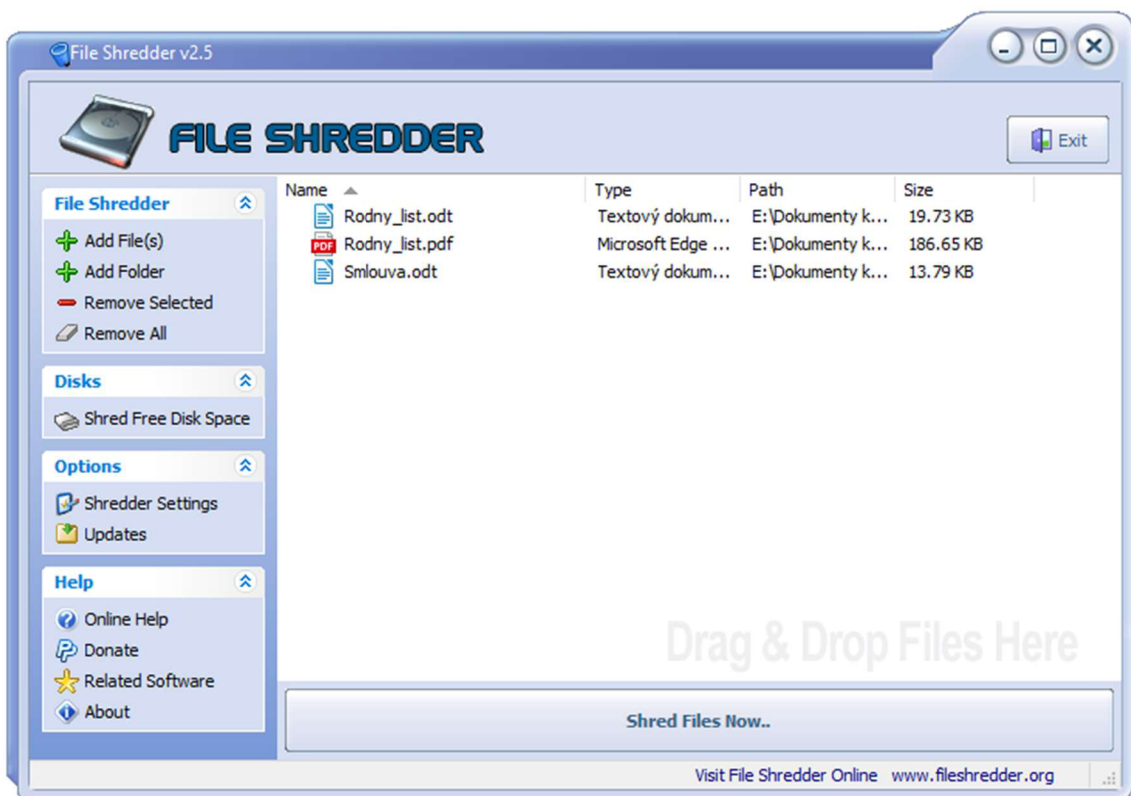 File Shredder v2.5
FILE SHREDDER
Exit
File Shredder
Add File(s)
Add Folder
Remove Selected
Remove All
Disks
Shred Free Disk Space
Options
Shredder Settings
Updates
Help
Online Help
Donate
Related Software
About
Name Type Path Size
Rodny_list.odt Textový dokum... E:\Dokumenty k... 19.73 KB
PDF Rodny_list.pdf Microsoft Edge ... E:\Dokumenty k... 186.65 KB
Smlouva.odt Textový dokum... E:\Dokumenty k... 13.79 KB
Drag & Drop Files Here
Shred Files Now..
Visit File Shredder Online www.fileshredder.org